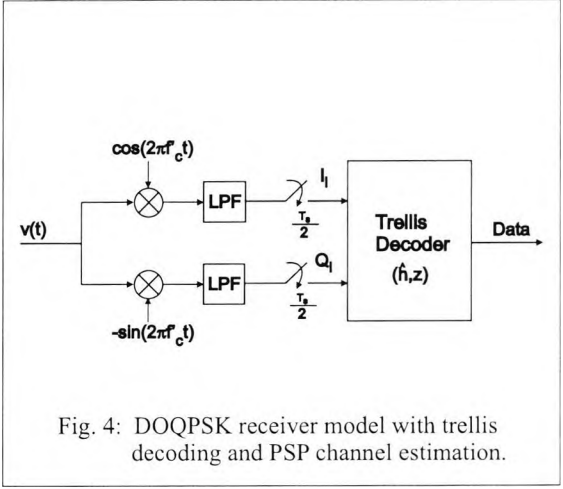 cos(2πf'ct)
v(t)
LPF
Il
Ts
2
LPF
Ql
Ts
2
-sin(2πf'ct)
Trellis
Decoder
(ĥ,z)
Data
Fig. 4: DOQPSK receiver model with trellis
decoding and PSP channel estimation.